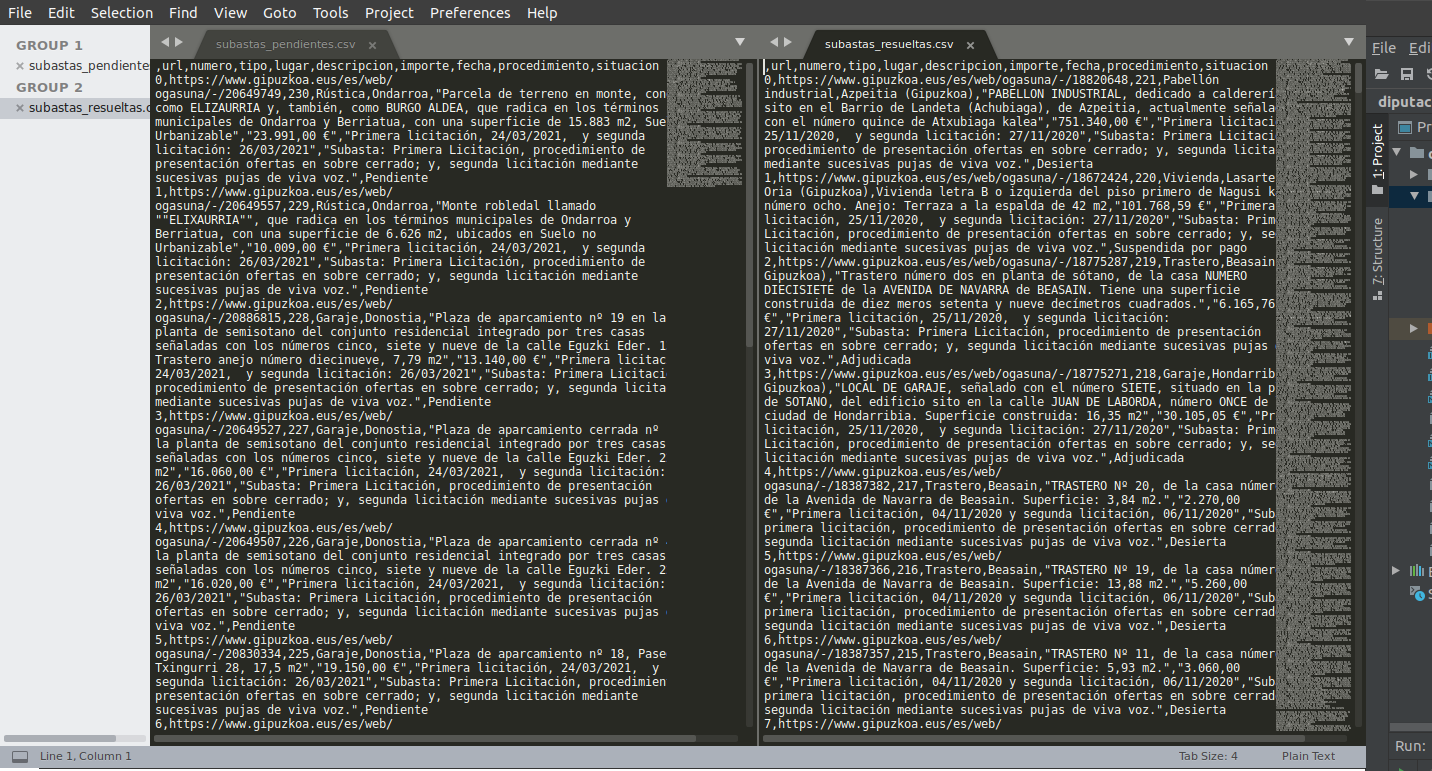 File Edit Selection Find View Goto Tools Project Preferences Help
GROUP 1
subastas_pendientes
GROUP 2
subastas_resueltas.c
subastas_pendientes.csv
,url,numero,tipo,lugar,descripcion,importe,fecha,procedimiento,situacion
0,https://www.gipuzkoa.eus/es/web/
ogasuna/-/20649749,230,Rústica,Ondarroa,"Parcela de terreno en monte, con
como ELIZAURRIA y, también, como BURGO ALDEA, que radica en los términos
municipales de Ondarroa y Berriatua, con una superficie de 15.883 m2, Sue
Urbanizable","23.991,00 €","Primera licitación, 24/03/2021,  y segunda
licitación: 26/03/2021","Subasta: Primera Licitación, procedimiento de
presentación ofertas en sobre cerrado; y, segunda licitación mediante
sucesivas pujas de viva voz.",Pendiente
1,https://www.gipuzkoa.eus/es/web/
ogasuna/-/20649557,229,Rústica,Ondarroa,"Monte robledal llamado
""ELIXAURRIA"", que radica en los términos municipales de Ondarroa y
Berriatua, con una superficie de 6.626 m2, ubicados en Suelo no
Urbanizable","10.009,00 €","Primera licitación, 24/03/2021,  y segunda
licitación: 26/03/2021","Subasta: Primera Licitación, procedimiento de
presentación ofertas en sobre cerrado; y, segunda licitación mediante
sucesivas pujas de viva voz.",Pendiente
2,https://www.gipuzkoa.eus/es/web/
ogasuna/-/20886815,228,Garaje,Donostia,"Plaza de aparcamiento nº 19 en la
planta de semisotano del conjunto residencial integrado por tres casas
señaladas con los números cinco, siete y nueve de la calle Eguzki Eder. 1
Trastero anejo número diecinueve, 7,79 m2","13.140,00 €","Primera licitac
24/03/2021,  y segunda licitación: 26/03/2021","Subasta: Primera Licitaci
procedimiento de presentación ofertas en sobre cerrado; y, segunda licita
mediante sucesivas pujas de viva voz.",Pendiente
3,https://www.gipuzkoa.eus/es/web/
ogasuna/-/20649527,227,Garaje,Donostia,"Plaza de aparcamiento cerrada nº
la planta de semisotano del conjunto residencial integrado por tres casas
señaladas con los números cinco, siete y nueve de la calle Eguzki Eder. 2
m2","16.060,00 €","Primera licitación, 24/03/2021,  y segunda licitación:
26/03/2021","Subasta: Primera Licitación, procedimiento de presentación
ofertas en sobre cerrado; y, segunda licitación mediante sucesivas pujas
viva voz.",Pendiente
4,https://www.gipuzkoa.eus/es/web/
ogasuna/-/20649507,226,Garaje,Donostia,"Plaza de aparcamiento cerrada nº
la planta de semisotano del conjunto residencial integrado por tres casas
señaladas con los números cinco, siete y nueve de la calle Eguzki Eder. 2
m2","16.020,00 €","Primera licitación, 24/03/2021,  y segunda licitación:
26/03/2021","Subasta: Primera Licitación, procedimiento de presentación
ofertas en sobre cerrado; y, segunda licitación mediante sucesivas pujas
viva voz.",Pendiente
5,https://www.gipuzkoa.eus/es/web/
ogasuna/-/20830334,225,Garaje,Donostia,"Plaza de aparcamiento nº 18, Pase
Txingurri 28, 17,5 m2","19.150,00 €","Primera licitación, 24/03/2021,  y
segunda licitación: 26/03/2021","Subasta: Primera Licitación, procedimien
presentación ofertas en sobre cerrado; y, segunda licitación mediante
sucesivas pujas de viva voz.",Pendiente
6,https://www.gipuzkoa.eus/es/web/
subastas_resueltas.csv
,url,numero,tipo,lugar,descripcion,importe,fecha,procedimiento,situacion
0,https://www.gipuzkoa.eus/es/web/ogasuna/-/18820648,221,Pabellón
industrial,Azpeitia (Gipuzkoa),"PABELLON INDUSTRIAL, dedicado a caldererí
sito en el Barrio de Landeta (Achubiaga), de Azpeitia, actualmente señala
con el número quince de Atxubiaga kalea","751.340,00 €","Primera licitaci
25/11/2020,  y segunda licitación: 27/11/2020","Subasta: Primera Licitaci
procedimiento de presentación ofertas en sobre cerrado; y, segunda licita
mediante sucesivas pujas de viva voz.",Desierta
1,https://www.gipuzkoa.eus/es/web/ogasuna/-/18672424,220,Vivienda,Lasarte
Oria (Gipuzkoa),Vivienda letra B o izquierda del piso primero de Nagusi k
número ocho. Anejo: Terraza a la espalda de 42 m2,"101.768,59 €","Primera
licitación, 25/11/2020,  y segunda licitación: 27/11/2020","Subasta: Prim
Licitación, procedimiento de presentación ofertas en sobre cerrado; y, se
licitación mediante sucesivas pujas de viva voz.",Suspendida por pago
2,https://www.gipuzkoa.eus/es/web/ogasuna/-/18775287,219,Trastero,Beasain
Gipuzkoa),"Trastero número dos en planta de sótano, de la casa NUMERO
DIECISIETE de la AVENIDA DE NAVARRA de BEASAIN. Tiene una superficie
construida de diez meros setenta y nueve decímetros cuadrados.","6.165,76
€","Primera licitación, 25/11/2020,  y segunda licitación:
27/11/2020","Subasta: Primera Licitación, procedimiento de presentación
ofertas en sobre cerrado; y, segunda licitación mediante sucesivas pujas
viva voz.",Adjudicada
3,https://www.gipuzkoa.eus/es/web/ogasuna/-/18775271,218,Garaje,Hondarrib
Gipuzkoa),"LOCAL DE GARAJE, señalado con el número SIETE, situado en la p
de SOTANO, del edificio sito en la calle JUAN DE LABORDA, número ONCE de
ciudad de Hondarribia. Superficie construida: 16,35 m2","30.105,05 €","Pr
licitación, 25/11/2020,  y segunda licitación: 27/11/2020","Subasta: Prim
Licitación, procedimiento de presentación ofertas en sobre cerrado; y, se
licitación mediante sucesivas pujas de viva voz.",Adjudicada
4,https://www.gipuzkoa.eus/es/web/
ogasuna/-/18387382,217,Trastero,Beasain,"TRASTERO Nº 20, de la casa númer
de la Avenida de Navarra de Beasain. Superficie: 3,84 m2.","2.270,00
€","Primera licitación, 04/11/2020 y segunda licitación, 06/11/2020","Sub
primera licitación, procedimiento de presentación ofertas en sobre cerrad
segunda licitación mediante sucesivas pujas de viva voz.",Desierta
5,https://www.gipuzkoa.eus/es/web/
ogasuna/-/18387366,216,Trastero,Beasain,"TRASTERO Nº 19, de la casa númer
de la Avenida de Navarra de Beasain. Superficie: 13,88 m2.","5.260,00
€","Primera licitación, 04/11/2020 y segunda licitación, 06/11/2020","Sub
primera licitación, procedimiento de presentación ofertas en sobre cerrad
segunda licitación mediante sucesivas pujas de viva voz.",Desierta
6,https://www.gipuzkoa.eus/es/web/
ogasuna/-/18387357,215,Trastero,Beasain,"TRASTERO Nº 11, de la casa númer
de la Avenida de Navarra de Beasain. Superficie: 5,93 m2.","3.060,00
€","Primera licitación, 04/11/2020 y segunda licitación, 06/11/2020","Sub
primera licitación, procedimiento de presentación ofertas en sobre cerrad
segunda licitación mediante sucesivas pujas de viva voz.",Desierta
7,https://www.gipuzkoa.eus/es/web/
File Edi
diputac
1: Project
Pr
7: Structure
Run:
Line 1, Column 1
Tab Size: 4
Plain Text